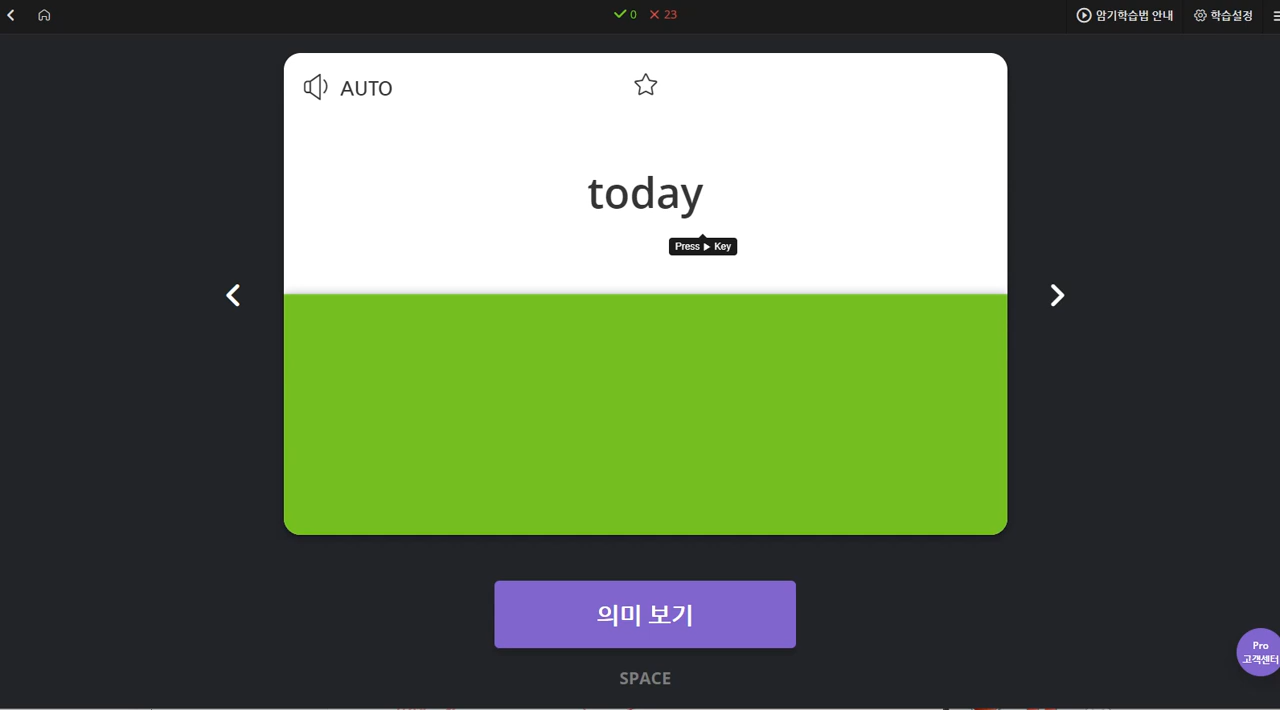 0 23 암기학습법 안내 학습설정
AUTO
today
Press ▶ Key
의미 보기
SPACE
Pro
고객센터